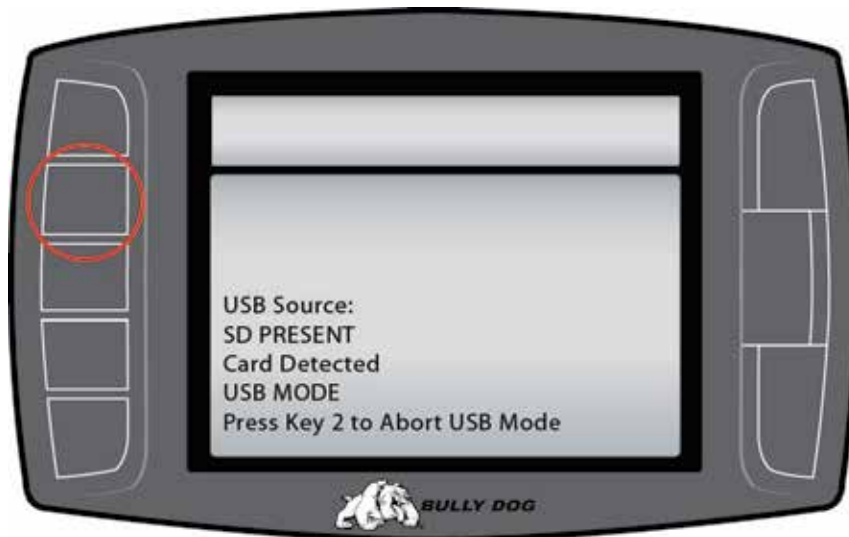 USB Source:
SD PRESENT
Card Detected
USB MODE
Press Key 2 to Abort USB Mode
BULLY DOG